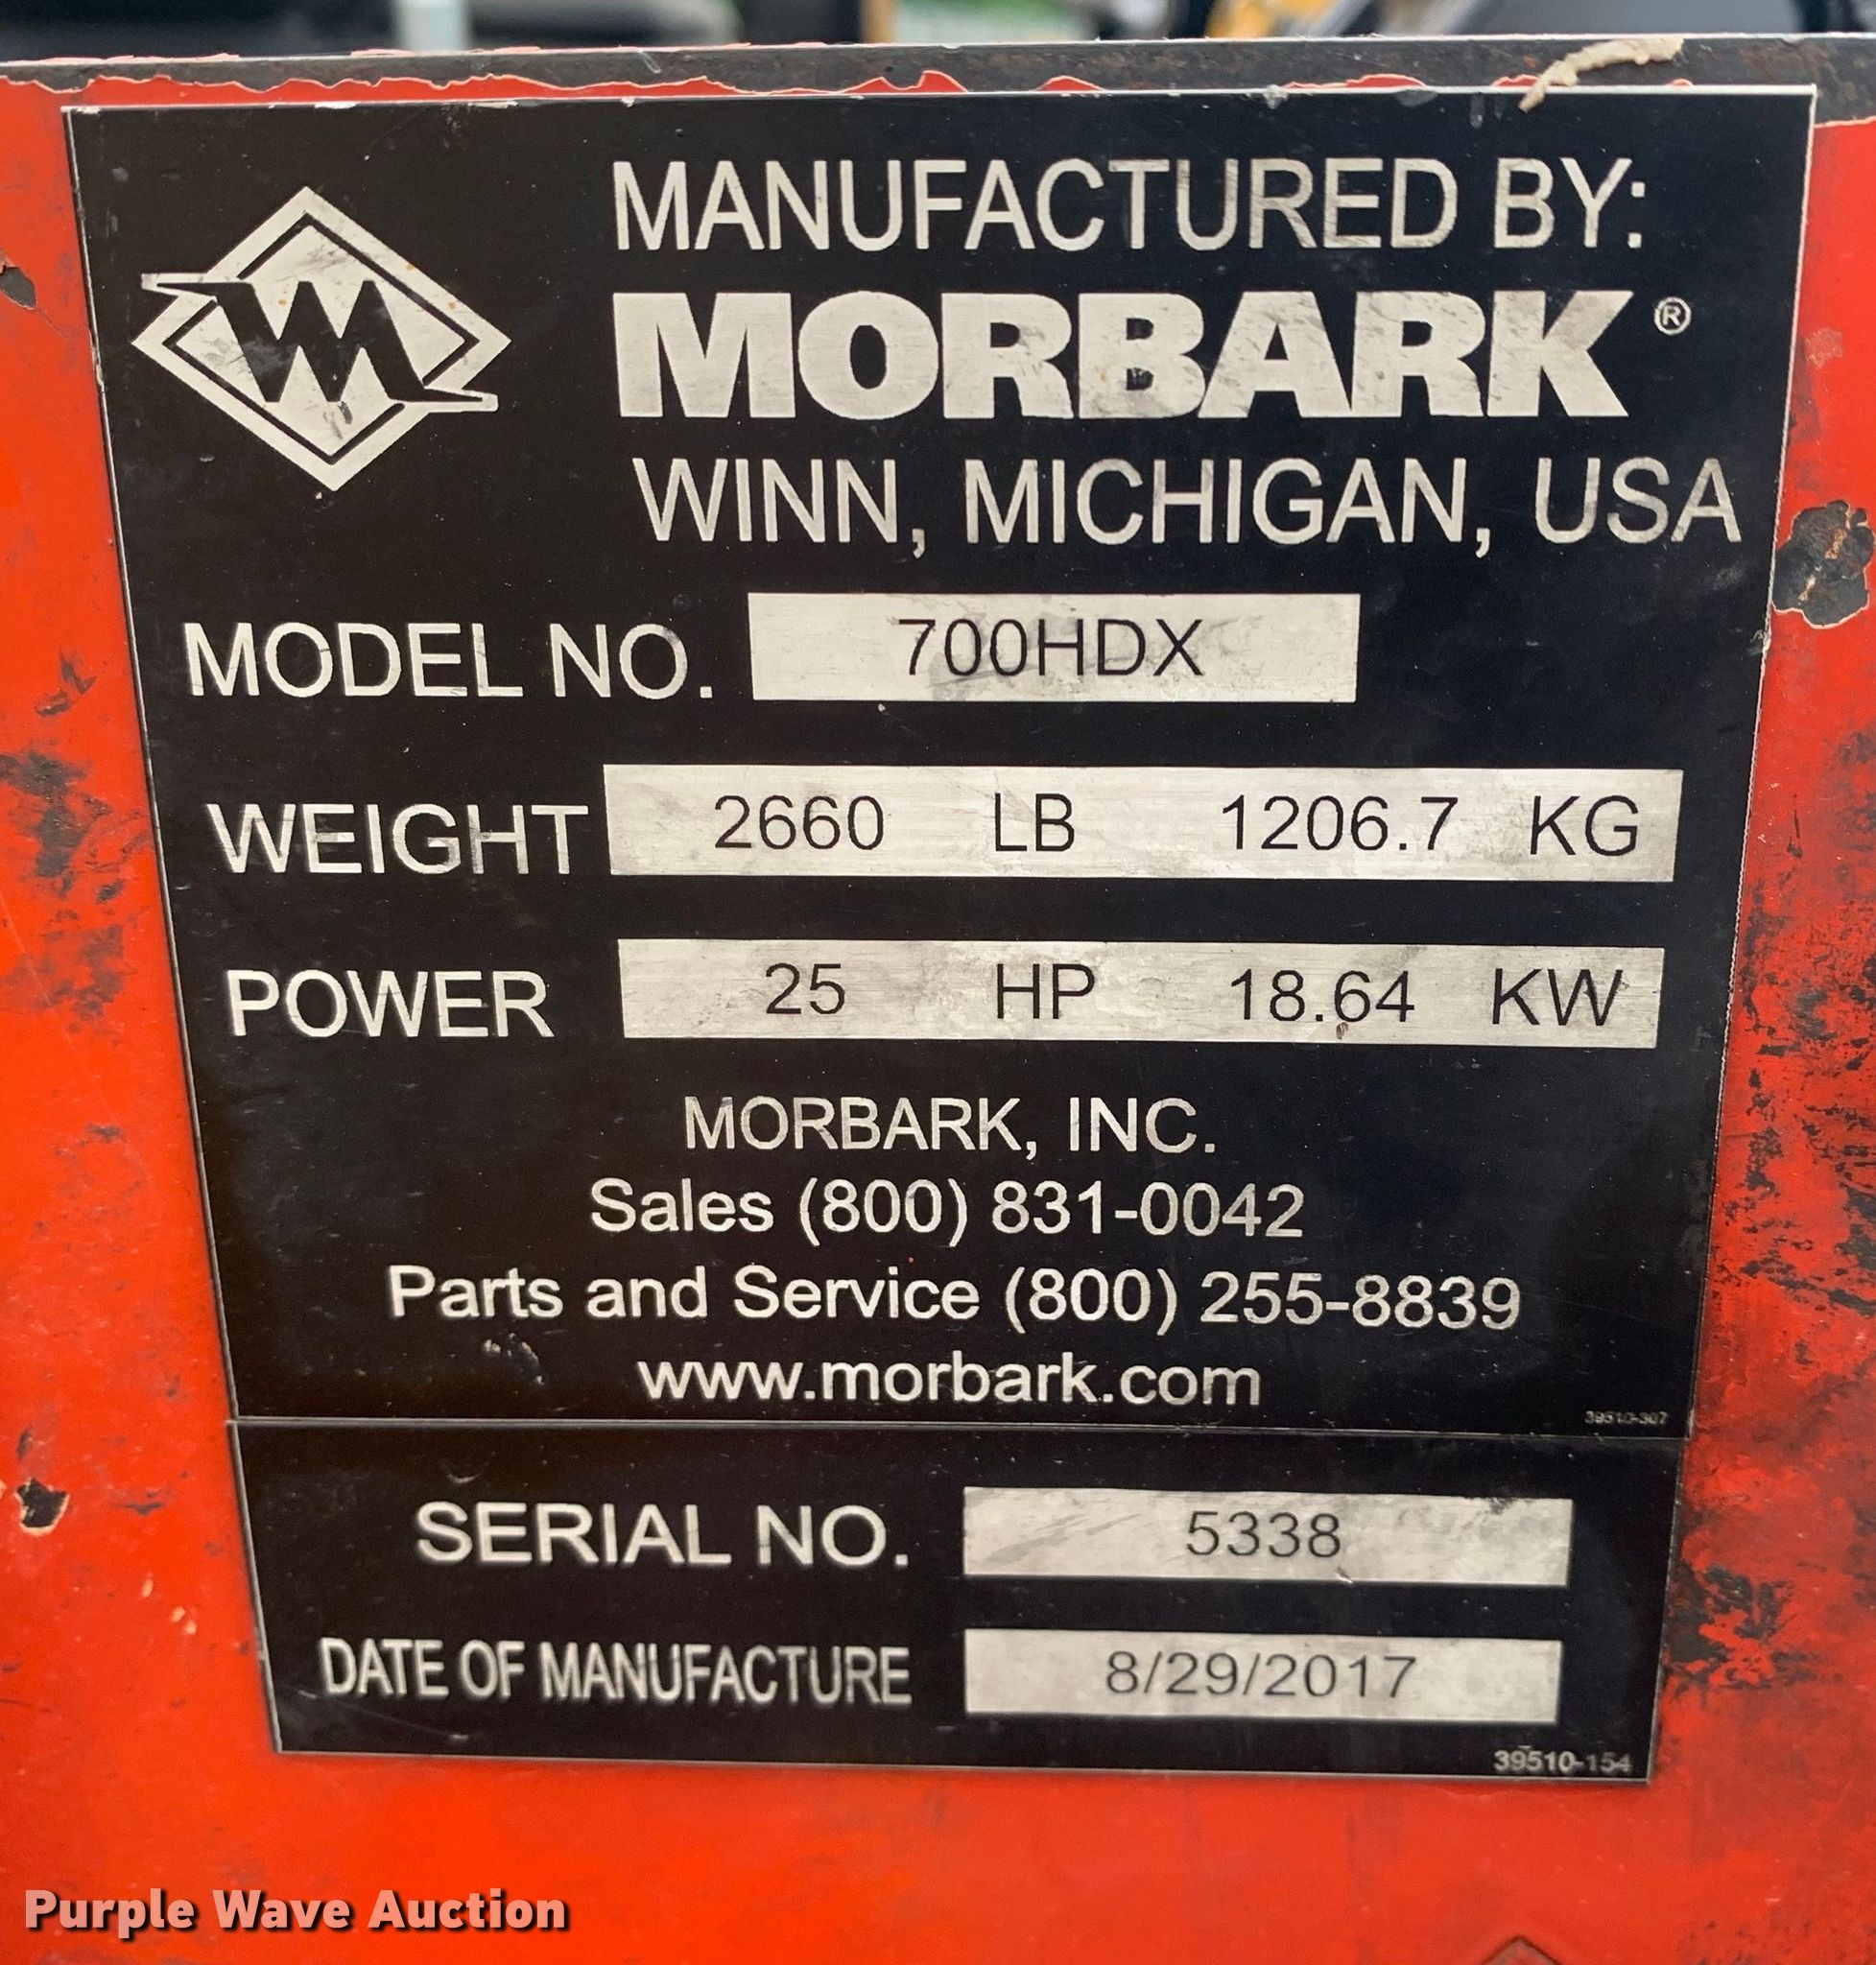 MANUFACTURED BY:
MORBARK®
WINN, MICHIGAN, USA
MODEL NO. 700HDX
WEIGHT 2660 LB 1206.7 KG
POWER 25 HP 18.64 KW
MORBARK, INC.
Sales (800) 831-0042
Parts and Service (800) 255-8839
www.morbark.com
39510-307
SERIAL NO. 5338
DATE OF MANUFACTURE 8/29/2017
39510-154
Purple Wave Auction